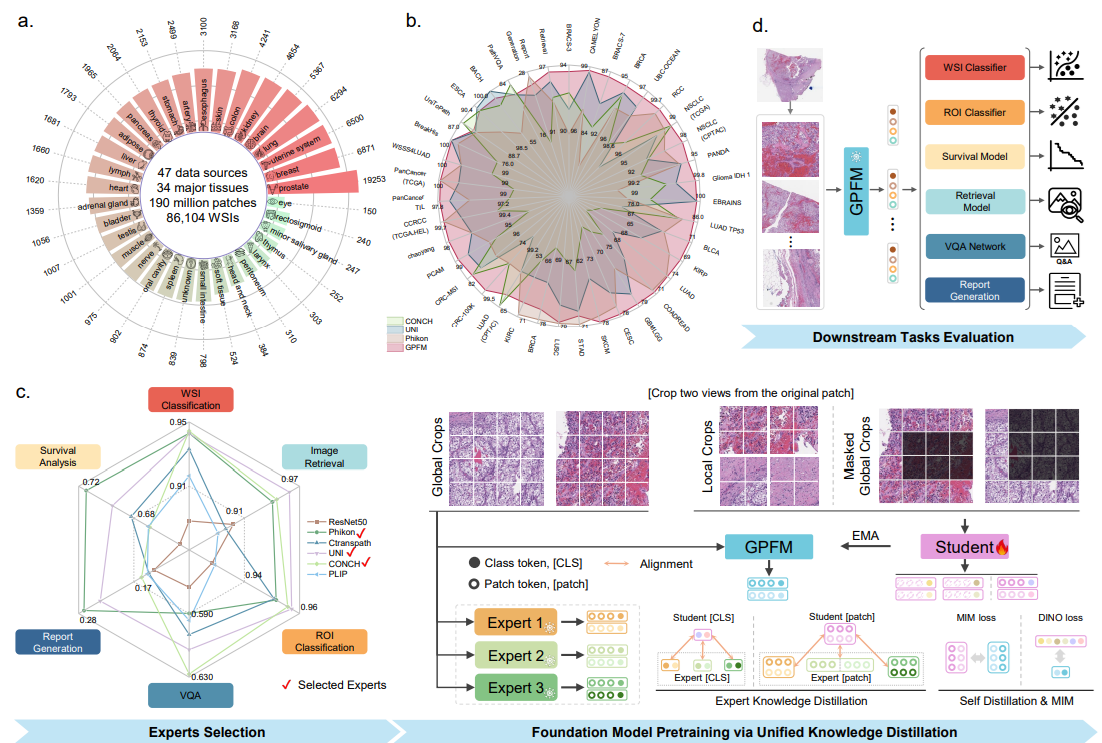 a.
3100
3168
4241
4654
5367
6294
6500
6871
19253
150
240
247
252
303
310
384
524
798
839
874
902
975
1001
1007
1056
1359
1620
1660
1681
1793
1965
2064
2153
2499
esophagus
skin
colon
kidney
brain
lung
uterine system
breast
prostate
eye
rectosigmoid
minor salivary gland
thymus
larynx
peritoneum
head and neck
soft tissue
small intestine
unknown
spleen
oral cavity
nerve
muscle
testis
bladder
adrenal gland
heart
lymph
liver
adipose
pancreas
thyroid
stomach
artery
47 data sources
34 major tissues
190 million patches
86,104 WSIs
b.
Retrieval
BRACS-3
CAMELYON
BRACS-7
BRCA
UBC-OCEAN
RCC
NSCLC
(TCGA)
NSCLC
(CPTAC)
PANDA
Glioma IDH 1
EBRAINS
LUAD TP53
BLCA
KIRP
LUAD
COADREAD
GBMLGG
CESC
SKCM
STAD
LUSC
BRCA
KIRC
LUAD
(CPTAC)
CRC-100K
CRC-MSI
PCAM
chaoyang
CCRCC
(TCGA,HEL)
PanCancer
TIL
PanCancer
(TCGA)
WSSS4LUAD
BreakHis
UniToPath
ESCA
BACH
PathVQA
Report
Generation
CONCH
UNI
Phikon
GPFM
d.
GPFM
WSI Classifier
ROI Classifier
Survival Model
Retrieval
Model
VQA Network
Q&A
Report
Generation
Downstream Tasks Evaluation
c.
WSI
Classification
0.95
Survival
Analysis
Image
Retrieval
0.72
0.91
0.97
0.68
0.91
ResNet50
Phikon
Ctranspath
UNI
CONCH
PLIP
0.17
0.94
0.590
0.28
0.96
Report
Generation
ROI
Classification
0.630
VQA
Selected Experts
Experts Selection
[Crop two views from the original patch]
Global Crops
Local Crops
Masked
Global Crops
GPFM
EMA
Student
Class token, [CLS]
Alignment
Patch token, [patch]
Expert 1
Expert 2
Expert 3
Student [CLS]
Student [patch]
MIM loss
DINO loss
Expert [CLS]
Expert [patch]
Expert Knowledge Distillation
Self Distillation & MIM
Foundation Model Pretraining via Unified Knowledge Distillation